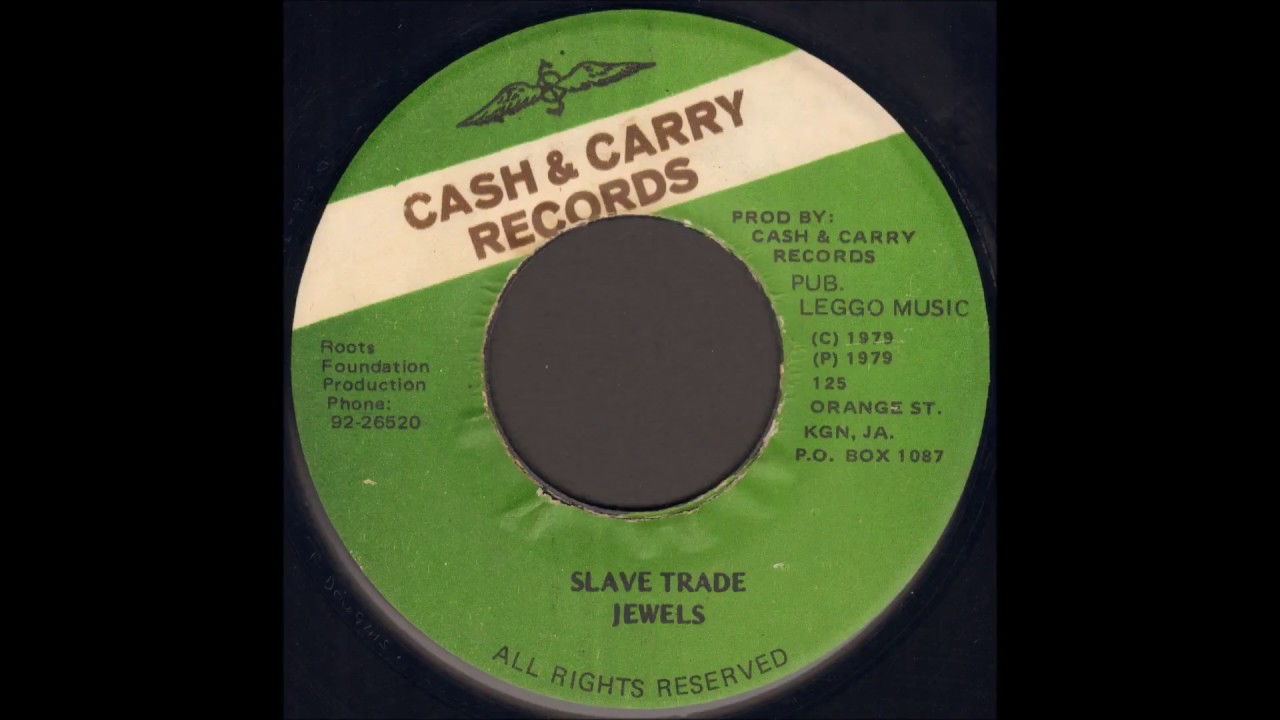 CASH & CARRY
RECORDS
PROD BY:
CASH & CARRY
RECORDS
PUB.
LEGGO MUSIC
(C) 1979
(P) 1979
125
ORANGE ST.
KGN, JA.
P.O. BOX 1087
Roots
Foundation
Production
Phone:
92-26520
SLAVE TRADE
JEWELS
ALL RIGHTS RESERVED